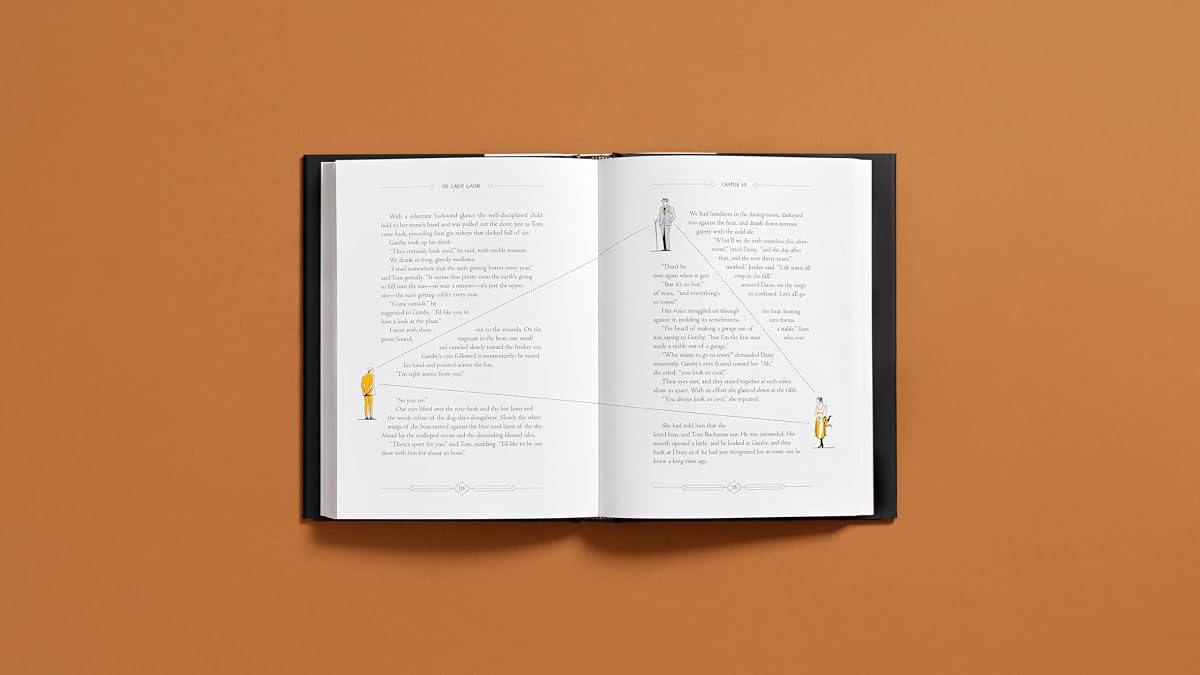 THE GREAT GATSBY
With a reluctant backward glance the well-disciplined child
held to her nurse's hand and was pulled out the door, just as Tom
came back, preceding four gin rickeys that clicked full of ice.
Gatsby took up his drink.
"They certainly look cool," he said, with visible tension.
We drank in long, greedy swallows.
"I read somewhere that the sun's getting hotter every year,"
said Tom genially. "It seems that pretty soon the earth's going
to fall into the sun—or wait a minute—it's just the oppo-
site—the sun's getting colder every year.
"Come outside," he
suggested to Gatsby, "I'd like you to
have a look at the place."
I went with them out to the veranda. On the
green Sound, stagnant in the heat, one small
sail crawled slowly toward the fresher sea.
Gatsby's eyes followed it momentarily; he raised
his hand and pointed across the bay.
"I'm right across from you."
"So you are."
Our eyes lifted over the rose-beds and the hot lawn and
the weedy refuse of the dog-days alongshore. Slowly the white
wings of the boat moved against the blue cool limit of the sky.
Ahead lay the scalloped ocean and the abounding blessed isles.
"There's sport for you," said Tom, nodding. "I'd like to be out
there with him for about an hour."
134
CHAPTER VII
We had luncheon in the dining-room, darkened
too against the heat, and drank down nervous
gayety with the cold ale.
"What'll we do with ourselves this after-
noon?" cried Daisy, "and the day after
that, and the next thirty years?"
"Don't be morbid," Jordan said. "Life starts all
over again when it gets crisp in the fall."
"But it's so hot," insisted Daisy, on the verge
of tears, "and everything's so confused. Let's all go
to town!"
Her voice struggled on through the heat, beating
against it, molding its senselessness into forms.
"I've heard of making a garage out of a stable," Tom
was saying to Gatsby, "but I'm the first man who ever
made a stable out of a garage."
"Who wants to go to town?" demanded Daisy
insistently. Gatsby's eyes floated toward her. "Ah,"
she cried, "you look so cool."
Their eyes met, and they stared together at each other,
alone in space. With an effort she glanced down at the table.
"You always look so cool," she repeated.
She had told him that she
loved him, and Tom Buchanan saw. He was astounded. His
mouth opened a little, and he looked at Gatsby, and then
back at Daisy as if he had just recognized her as some one he
knew a long time ago.
135